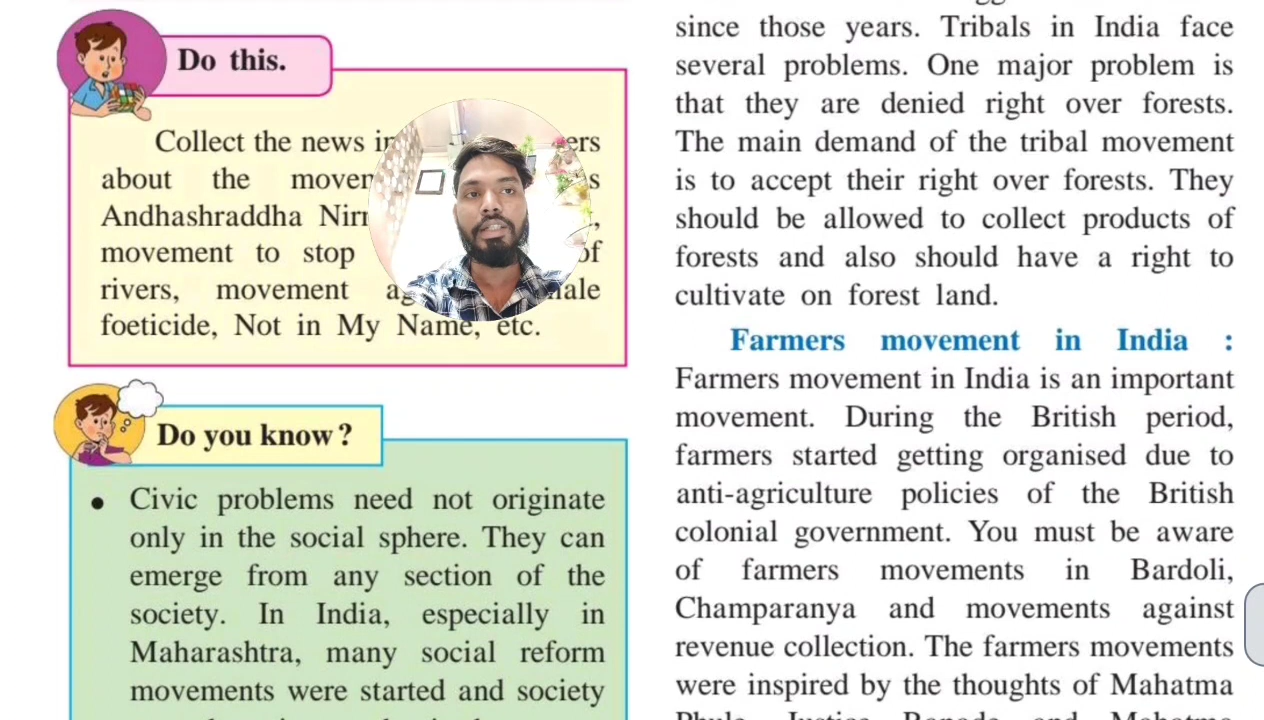 Do this.
Collect the news in
about the
Andhashraddha
movement to stop of
rivers, movement
foeticide, Not in My Name, etc.
Do you know ?
• Civic problems need not originate
only in the social sphere. They can
emerge from any section of the
society. In India, especially in
Maharashtra, many social reform
movements were started and society
since those years. Tribals in India face
several problems. One major problem is
that they are denied right over forests.
The main demand of the tribal movement
is to accept their right over forests. They
should be allowed to collect products of
forests and also should have a right to
cultivate on forest land.
Farmers movement in India :
Farmers movement in India is an important
movement. During the British period,
farmers started getting organised due to
anti-agriculture policies of the British
colonial government. You must be aware
of farmers movements in Bardoli,
Champaranya and movements against
revenue collection. The farmers movements
were inspired by the thoughts of Mahatma